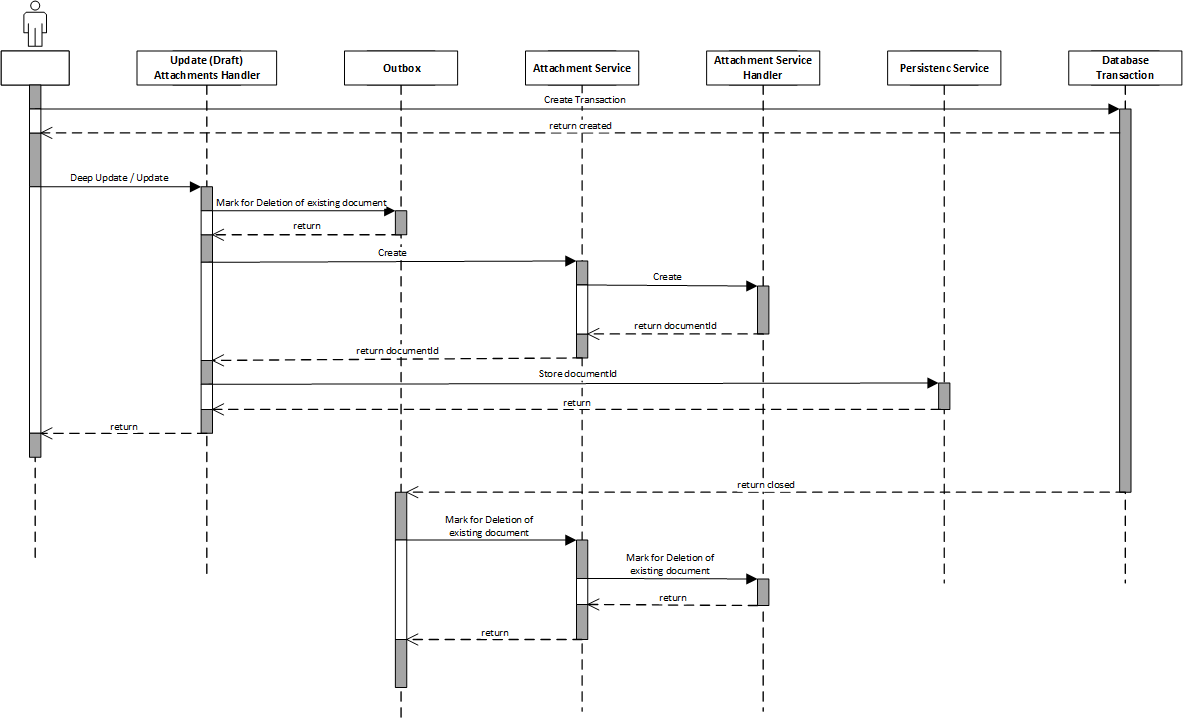 Update (Draft)
Attachments Handler
Outbox
Attachment Service
Attachment Service
Handler
Persistenc Service
Database
Transaction
Create Transaction
return created
Deep Update / Update
Mark for Deletion of existing document
return
Create
Create
return documentId
return documentId
Store documentId
return
return
return closed
Mark for Deletion of
existing document
Mark for Deletion of
existing document
return
return